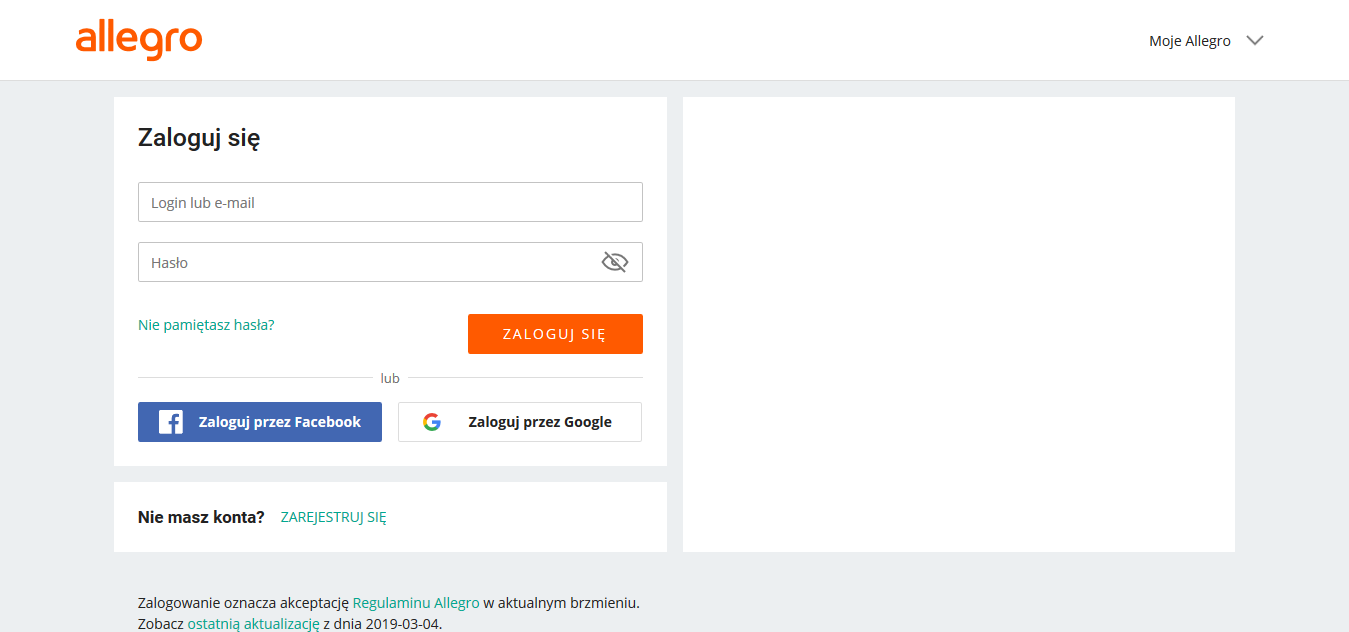 allegro
Moje Allegro
Zaloguj się
Login lub e-mail
Hasło
Nie pamiętasz hasła?
ZALOGUJ SIĘ
lub
Zaloguj przez Facebook
Zaloguj przez Google
Nie masz konta? ZAREJESTRUJ SIĘ
Zalogowanie oznacza akceptację Regulaminu Allegro w aktualnym brzmieniu.
Zobacz ostatnią aktualizację z dnia 2019-03-04.